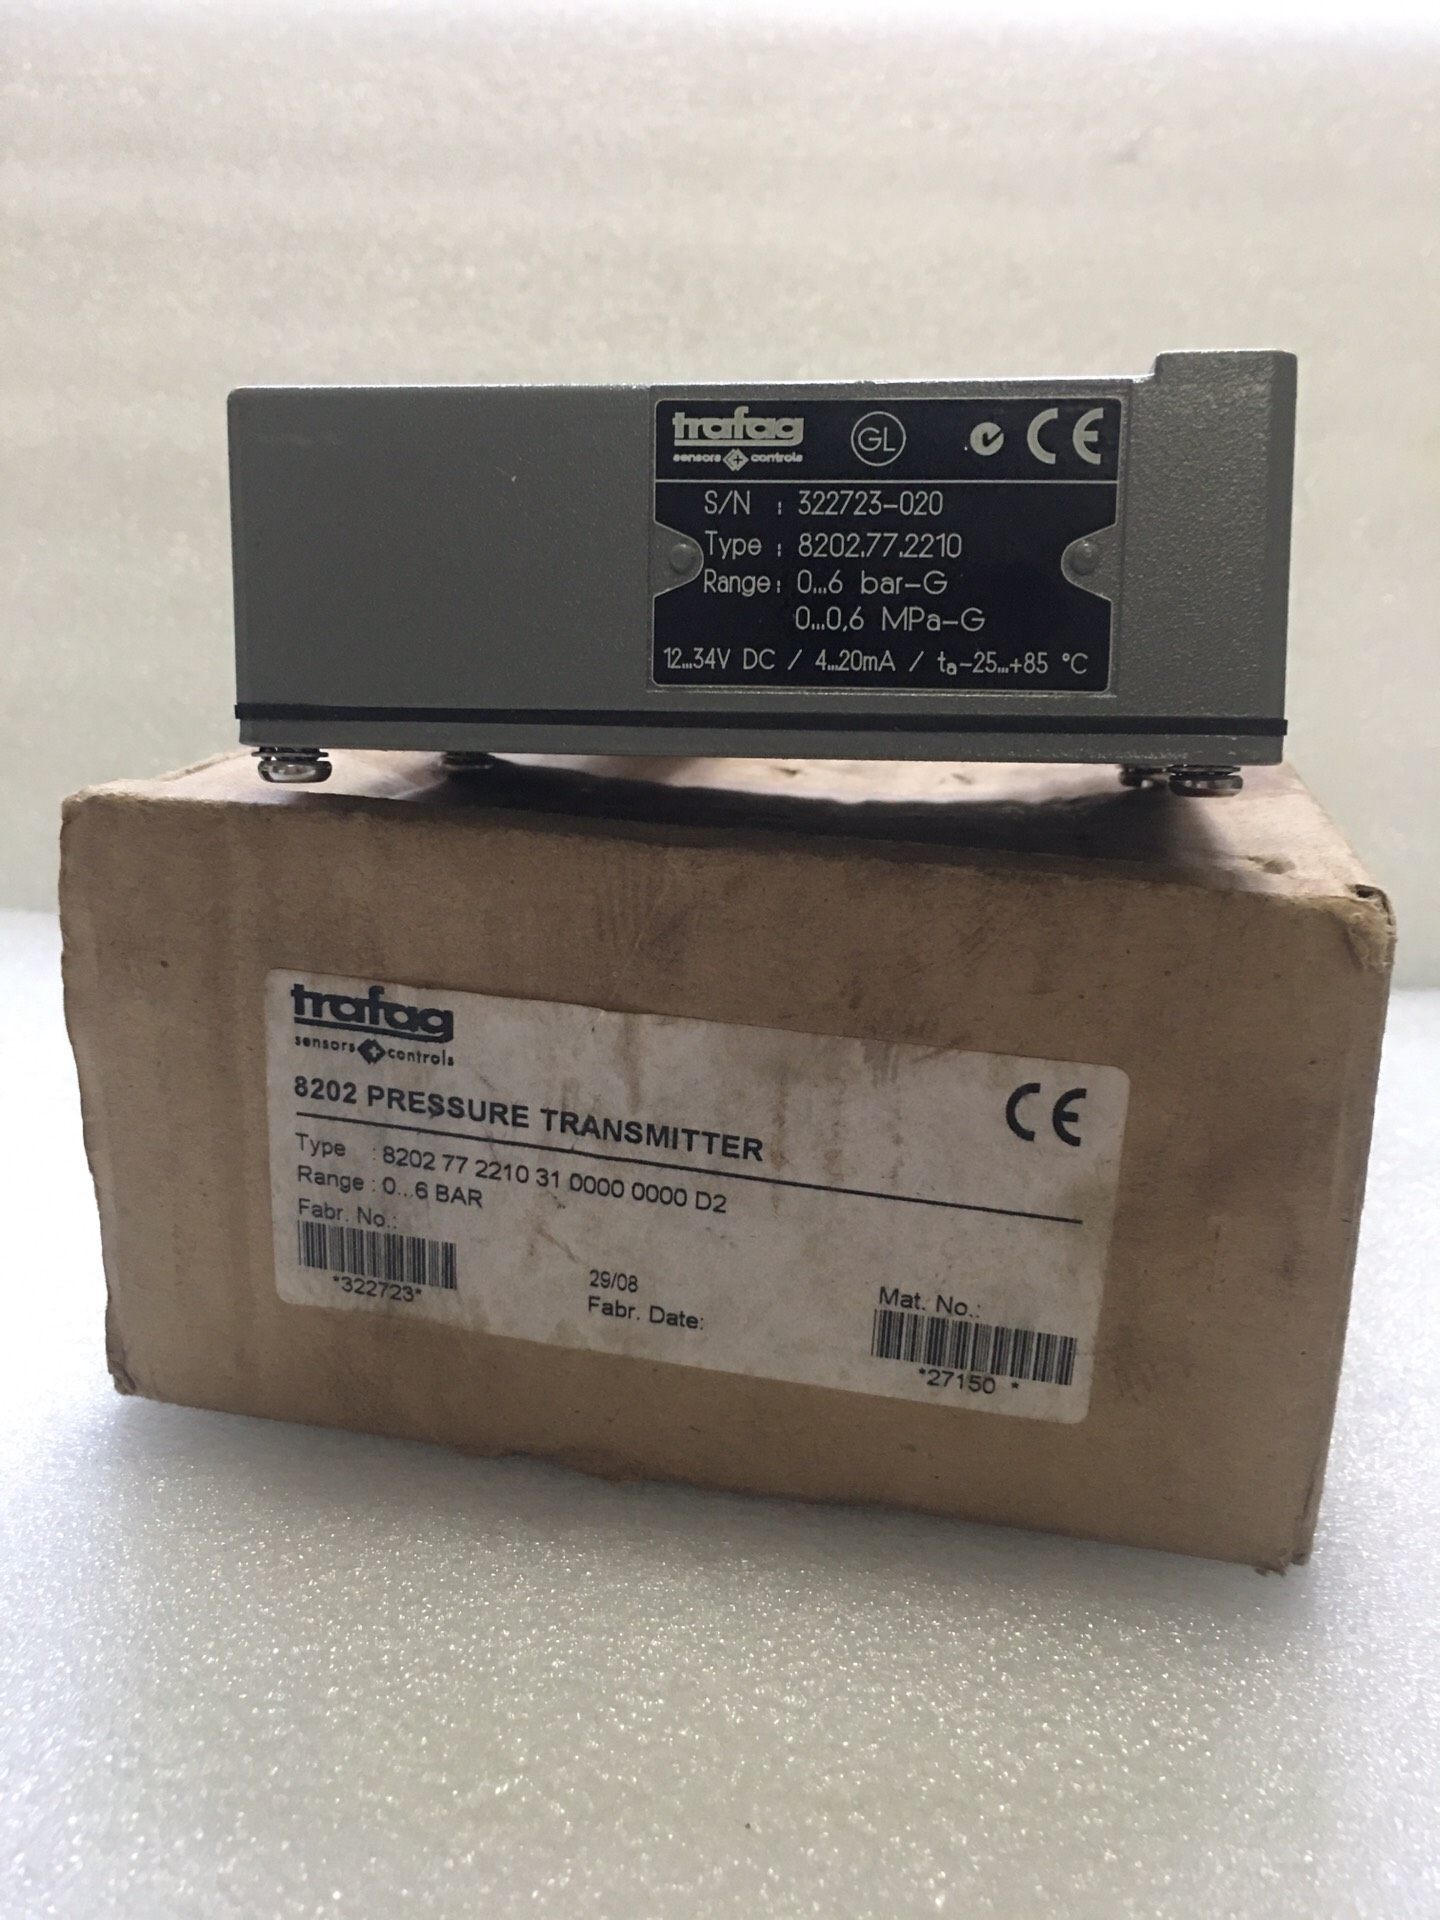 trafag
sensors controls
GL
CE
S/N : 322723-020
Type : 8202.77.2210
Range: 0...6 bar-G
0...0,6 MPa-G
12...34V DC / 4...20mA / ta-25...+85 °C
trafag
sensors controls
CE
8202 PRESSURE TRANSMITTER
Type : 8202 77 2210 31 0000 0000 D2
Range : 0...6 BAR
Fabr. No.:
*322723*
29/08
Fabr. Date:
Mat. No.:
*27150 *